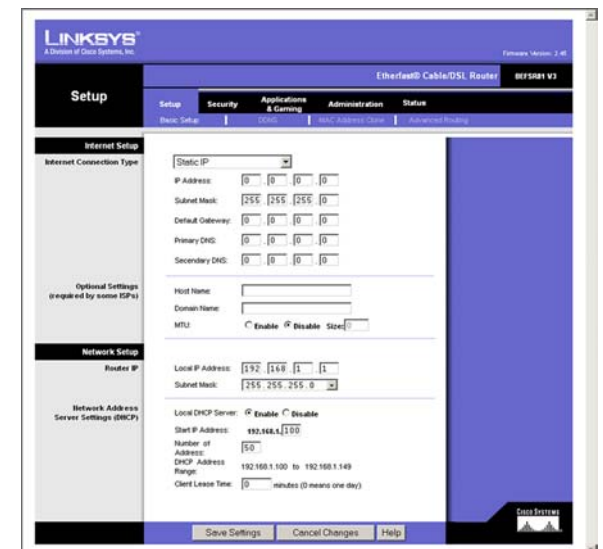 LINKSYS®
A Division of Cisco Systems, Inc.
Firmware Version: 2.45
Etherfast® Cable/DSL Router BEFSR81 V3
Setup
Setup Security Applications & Gaming Administration Status
Basic Setup DDNS MAC Address Clone Advanced Routing
Internet Setup
Internet Connection Type
Static IP
IP Address: 0 . 0 . 0 . 0
Subnet Mask: 255 . 255 . 255 . 0
Default Gateway: 0 . 0 . 0 . 0
Primary DNS: 0 . 0 . 0 . 0
Secendary DNS: 0 . 0 . 0 . 0
Optional Settings
(required by some ISPs)
Host Name:
Domain Name:
MTU: Enable Disable Size: 0
Network Setup
Router IP
Local IP Address: 192 . 168 . 1 . 1
Subnet Mask: 255.255.255.0
Network Address
Server Settings (DHCP)
Local DHCP Server: Enable Disable
Start IP Address: 192.168.1. 100
Number of
Address: 50
DHCP Address
Range: 192.168.1.100 to 192.168.1.149
Client Lease Time: 0 minutes (0 means one day)
Cisco Systems
Save Settings Cancel Changes Help